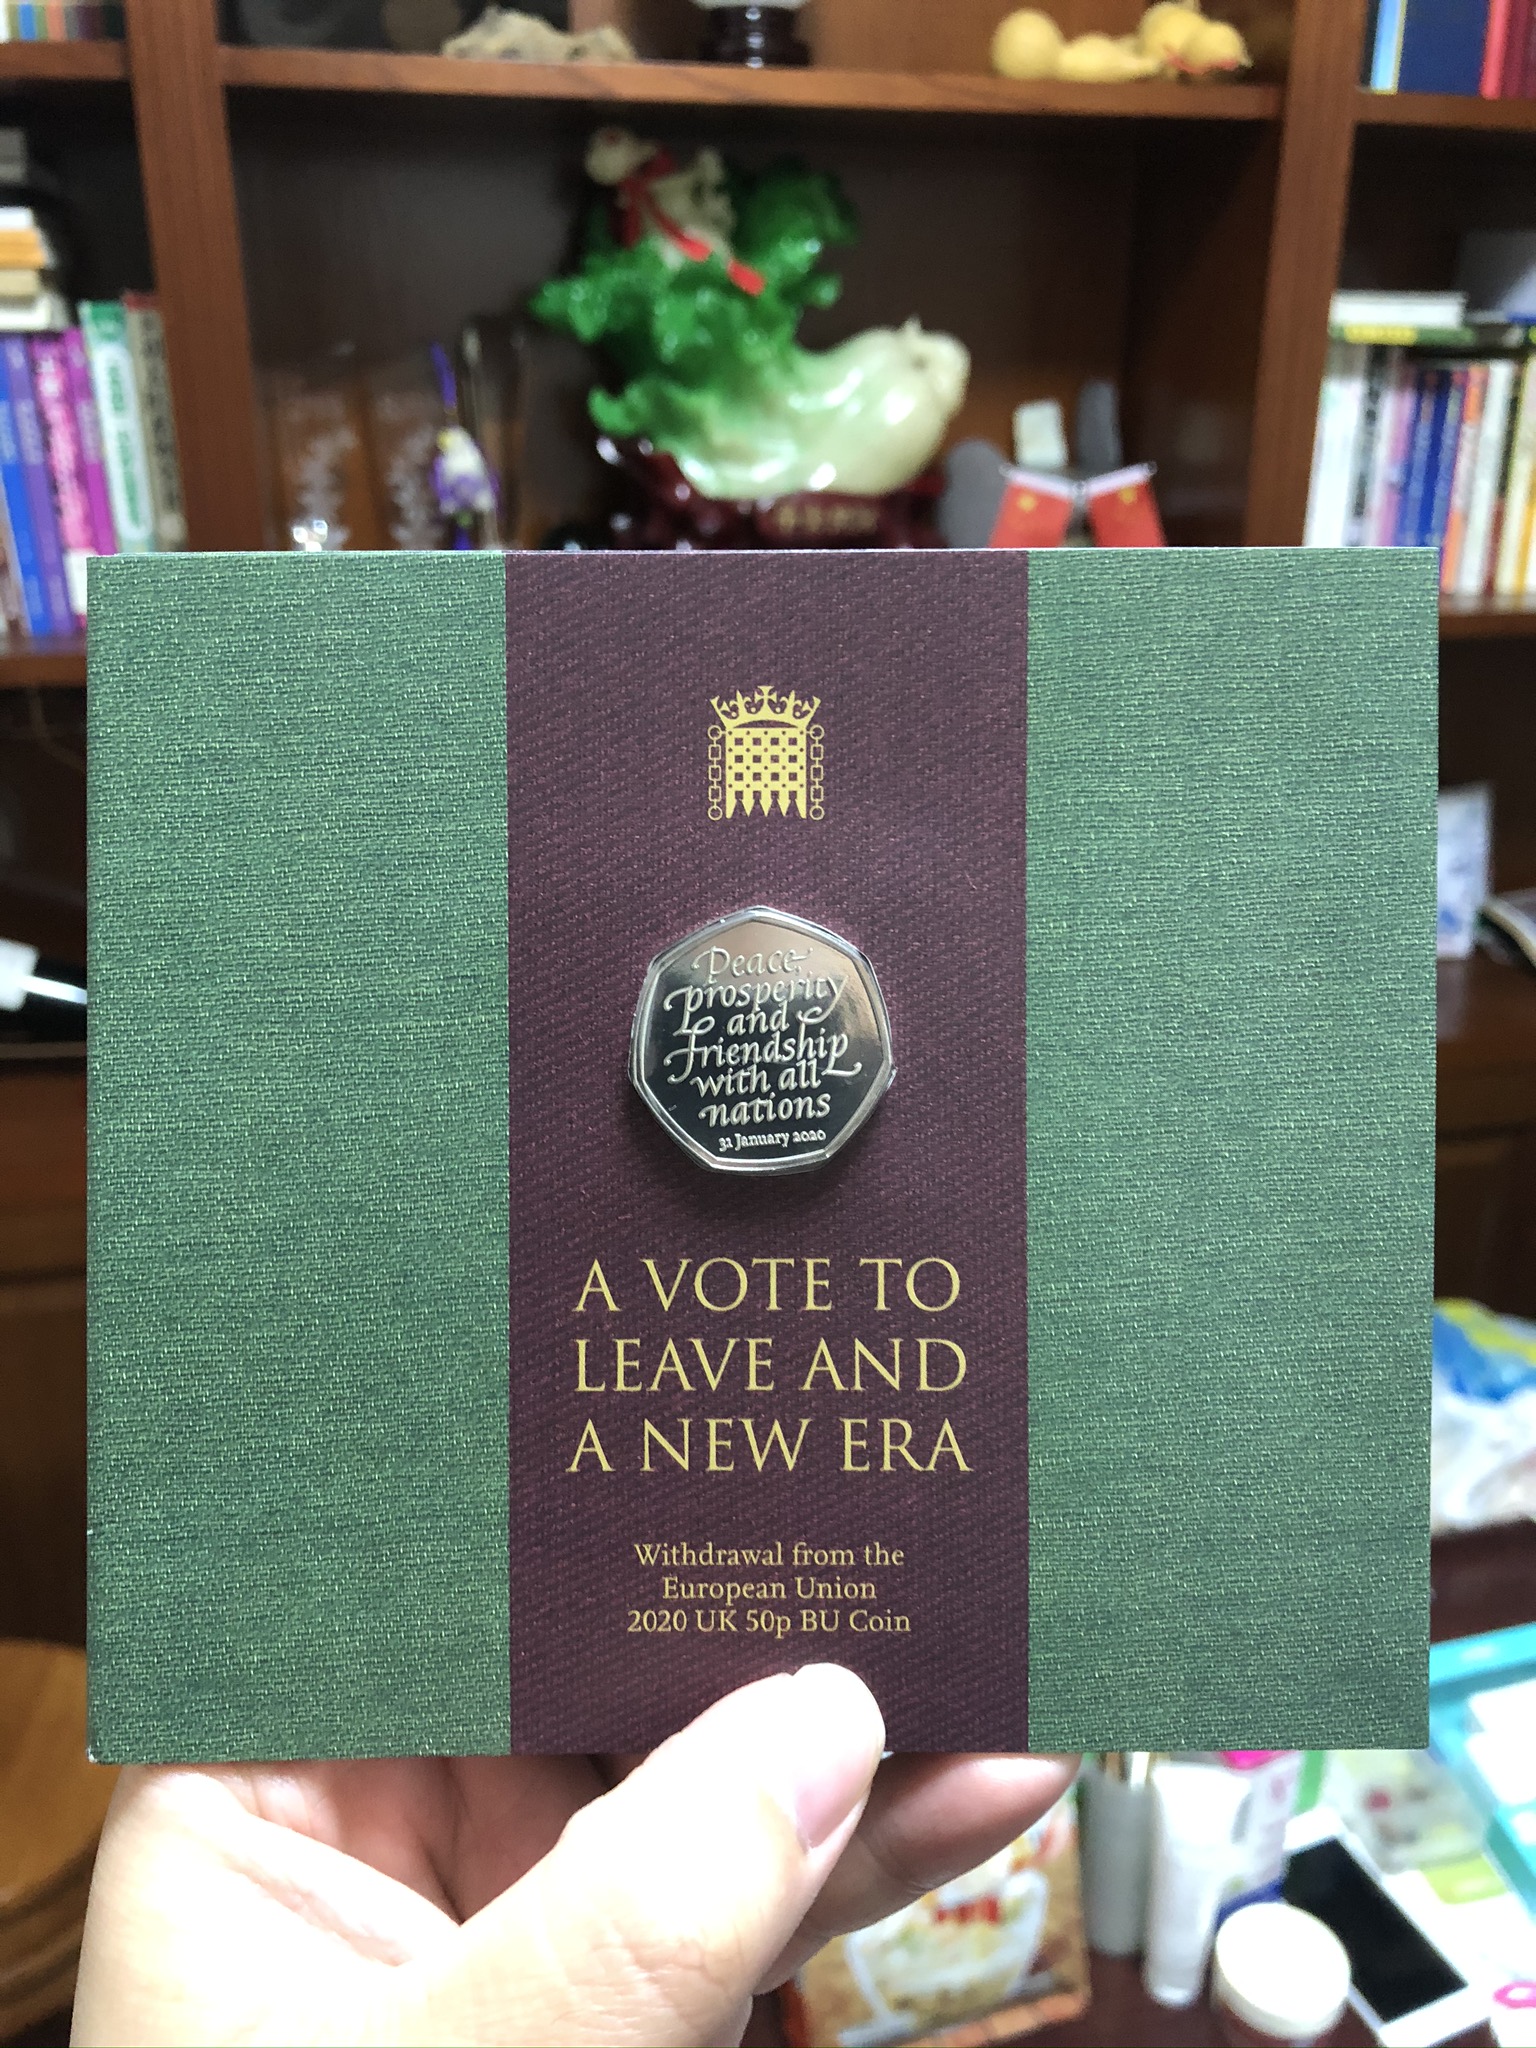 Peace,
prosperity
and
friendship
with all
nations
31 January 2020
A VOTE TO
LEAVE AND
A NEW ERA
Withdrawal from the
European Union
2020 UK 50p BU Coin